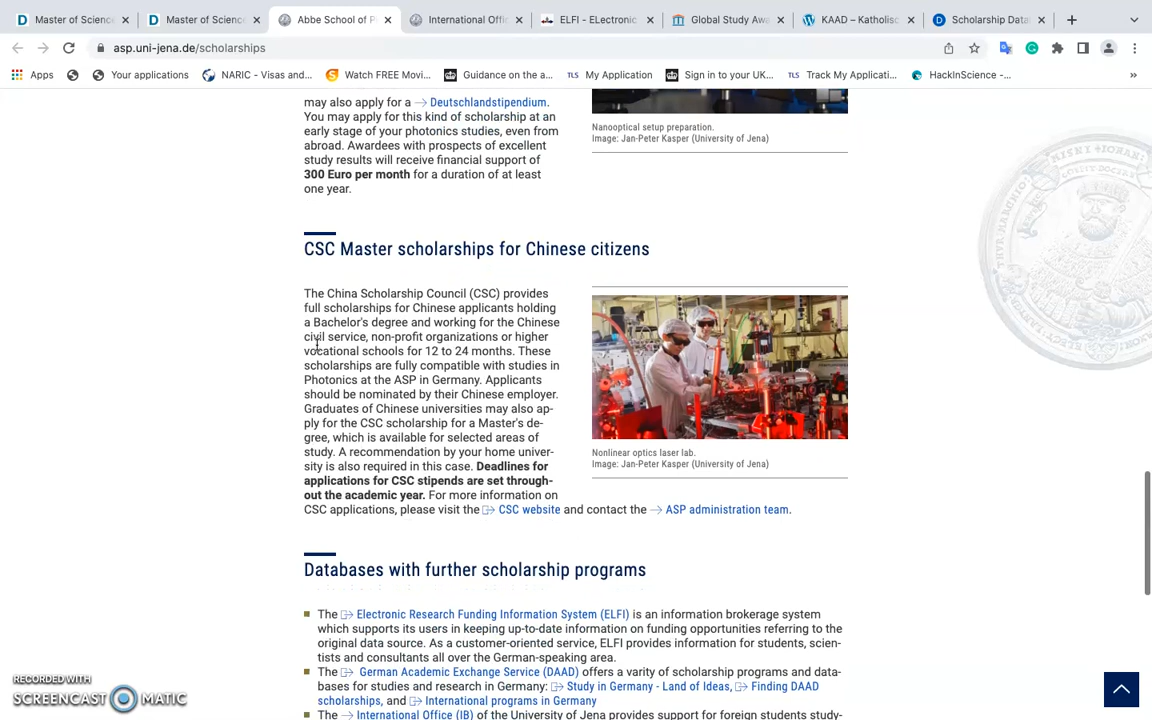 Master of Science
Master of Science
Abbe School of P
International Offi
ELFI - ELectronic
Global Study Awa
KAAD – Katholisc
Scholarship Data
asp.uni-jena.de/scholarships
Apps
Your applications
NARIC - Visas and...
Watch FREE Movi...
Guidance on the a...
TLS My Application
Sign in to your UK...
TLS Track My Applicati...
HackInScience -...
may also apply for a → Deutschlandstipendium.
You may apply for this kind of scholarship at an
early stage of your photonics studies, even from
abroad. Awardees with prospects of excellent
study results will receive financial support of
300 Euro per month for a duration of at least
one year.
Nanooptical setup preparation.
Image: Jan-Peter Kasper (University of Jena)
CSC Master scholarships for Chinese citizens
The China Scholarship Council (CSC) provides
full scholarships for Chinese applicants holding
a Bachelor's degree and working for the Chinese
civil service, non-profit organizations or higher
vocational schools for 12 to 24 months. These
scholarships are fully compatible with studies in
Photonics at the ASP in Germany. Applicants
should be nominated by their Chinese employer.
Graduates of Chinese universities may also ap-
ply for the CSC scholarship for a Master's de-
gree, which is available for selected areas of
study. A recommendation by your home univer-
sity is also required in this case. Deadlines for
applications for CSC stipends are set through-
out the academic year. For more information on
CSC applications, please visit the CSC website and contact the → ASP administration team.
Nonlinear optics laser lab.
Image: Jan-Peter Kasper (University of Jena)
Databases with further scholarship programs
The Electronic Research Funding Information System (ELFI) is an information brokerage system
which supports its users in keeping up-to-date information on funding opportunities referring to the
original data source. As a customer-oriented service, ELFI provides information for students, scien-
tists and consultants all over the German-speaking area.
The German Academic Exchange Service (DAAD) offers a varity of scholarship programs and data-
bases for studies and research in Germany: Study in Germany - Land of Ideas, Finding DAAD
scholarships, and International programs in Germany
The → International Office (IB) of the University of Jena provides support for foreign students study-
RECORDED WITH
SCREENCAST MATIC